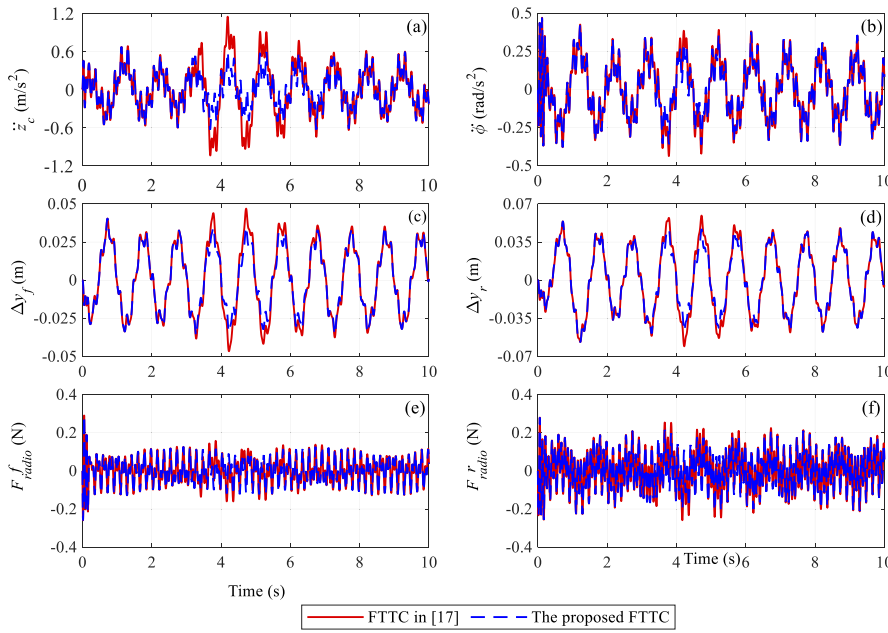 (a)
1.2
0.6
0
-0.6
-1.2
z̈c (m/s2)
0 2 4 6 8 10
(b)
0.5
0.25
0
-0.25
-0.5
ϕ̈ (rad/s2)
0 2 4 6 8 10
(c)
0.05
0.025
0
-0.025
-0.05
Δyf (m)
0 2 4 6 8 10
(d)
0.07
0.035
0
-0.035
-0.07
Δyr (m)
0 2 4 6 8 10
(e)
0.4
0.2
0
-0.2
-0.4
Ffradio (N)
0 2 4 6 8 10
Time (s)
(f)
0.4
0.2
0
-0.2
-0.4
Frradio (N)
0 2 4 6 8 10
Time (s)
FTTC in [17] The proposed FTTC